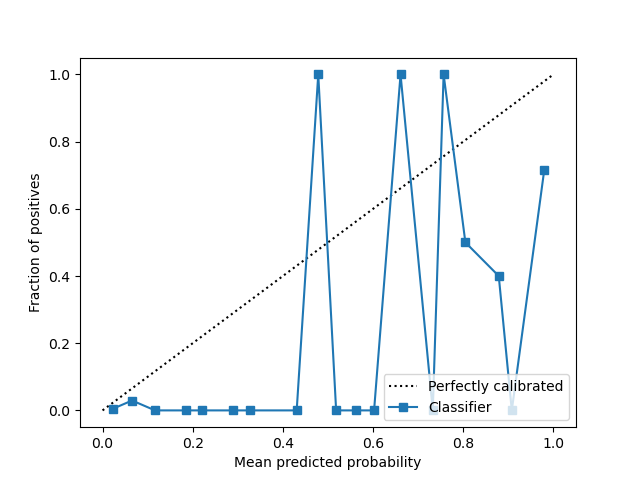 1.0
0.8
0.6
0.4
0.2
0.0
Fraction of positives
Perfectly calibrated
Classifier
0.0 0.2 0.4 0.6 0.8 1.0
Mean predicted probability